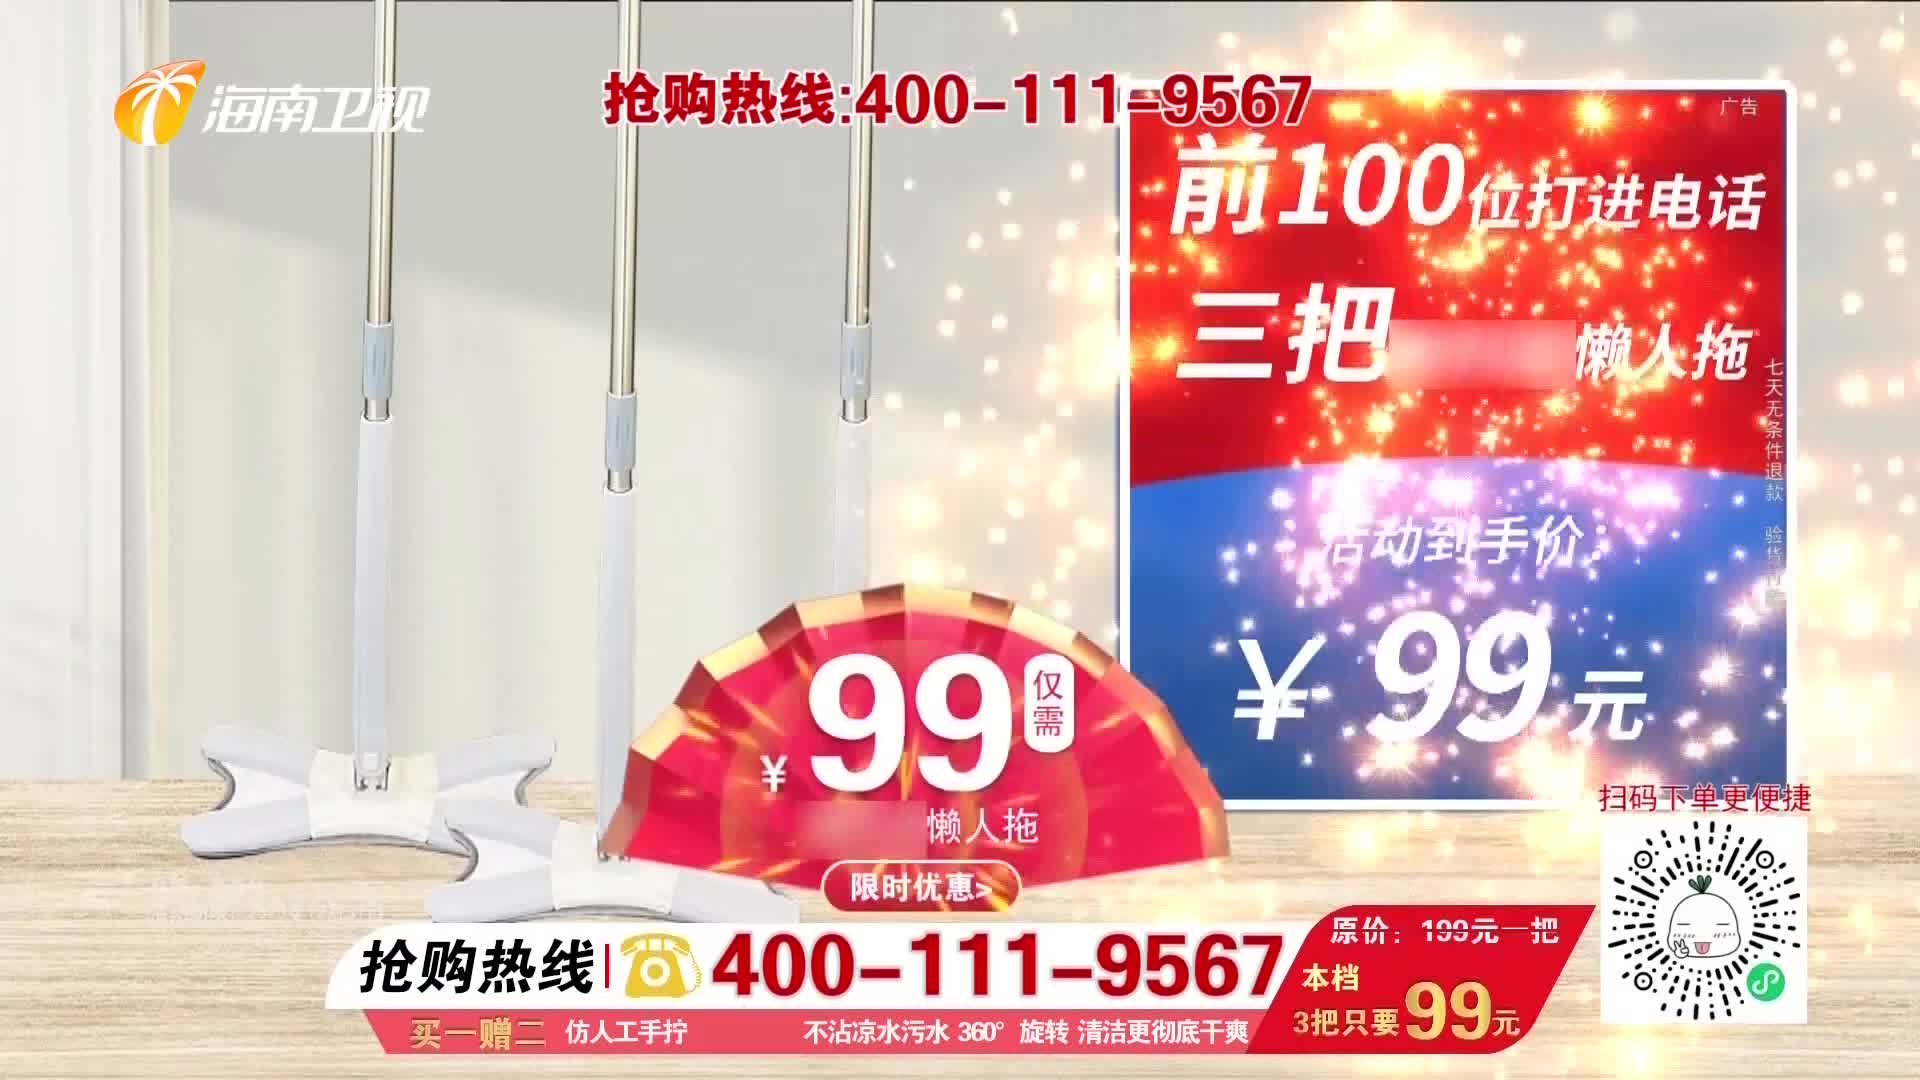 海南卫视
抢购热线:400-111-9567
广告
前100位打进电话
三把
懒人拖
七天无条件退款
活动到手价
¥99元
仅需
¥99
懒人拖
限时优惠>
扫码下单更便捷
抢购热线
400-111-9567
原价：199元一把
本档
3把只要99元
买一赠二
仿人工手拧
不沾凉水污水 360° 旋转 清洁更彻底干爽